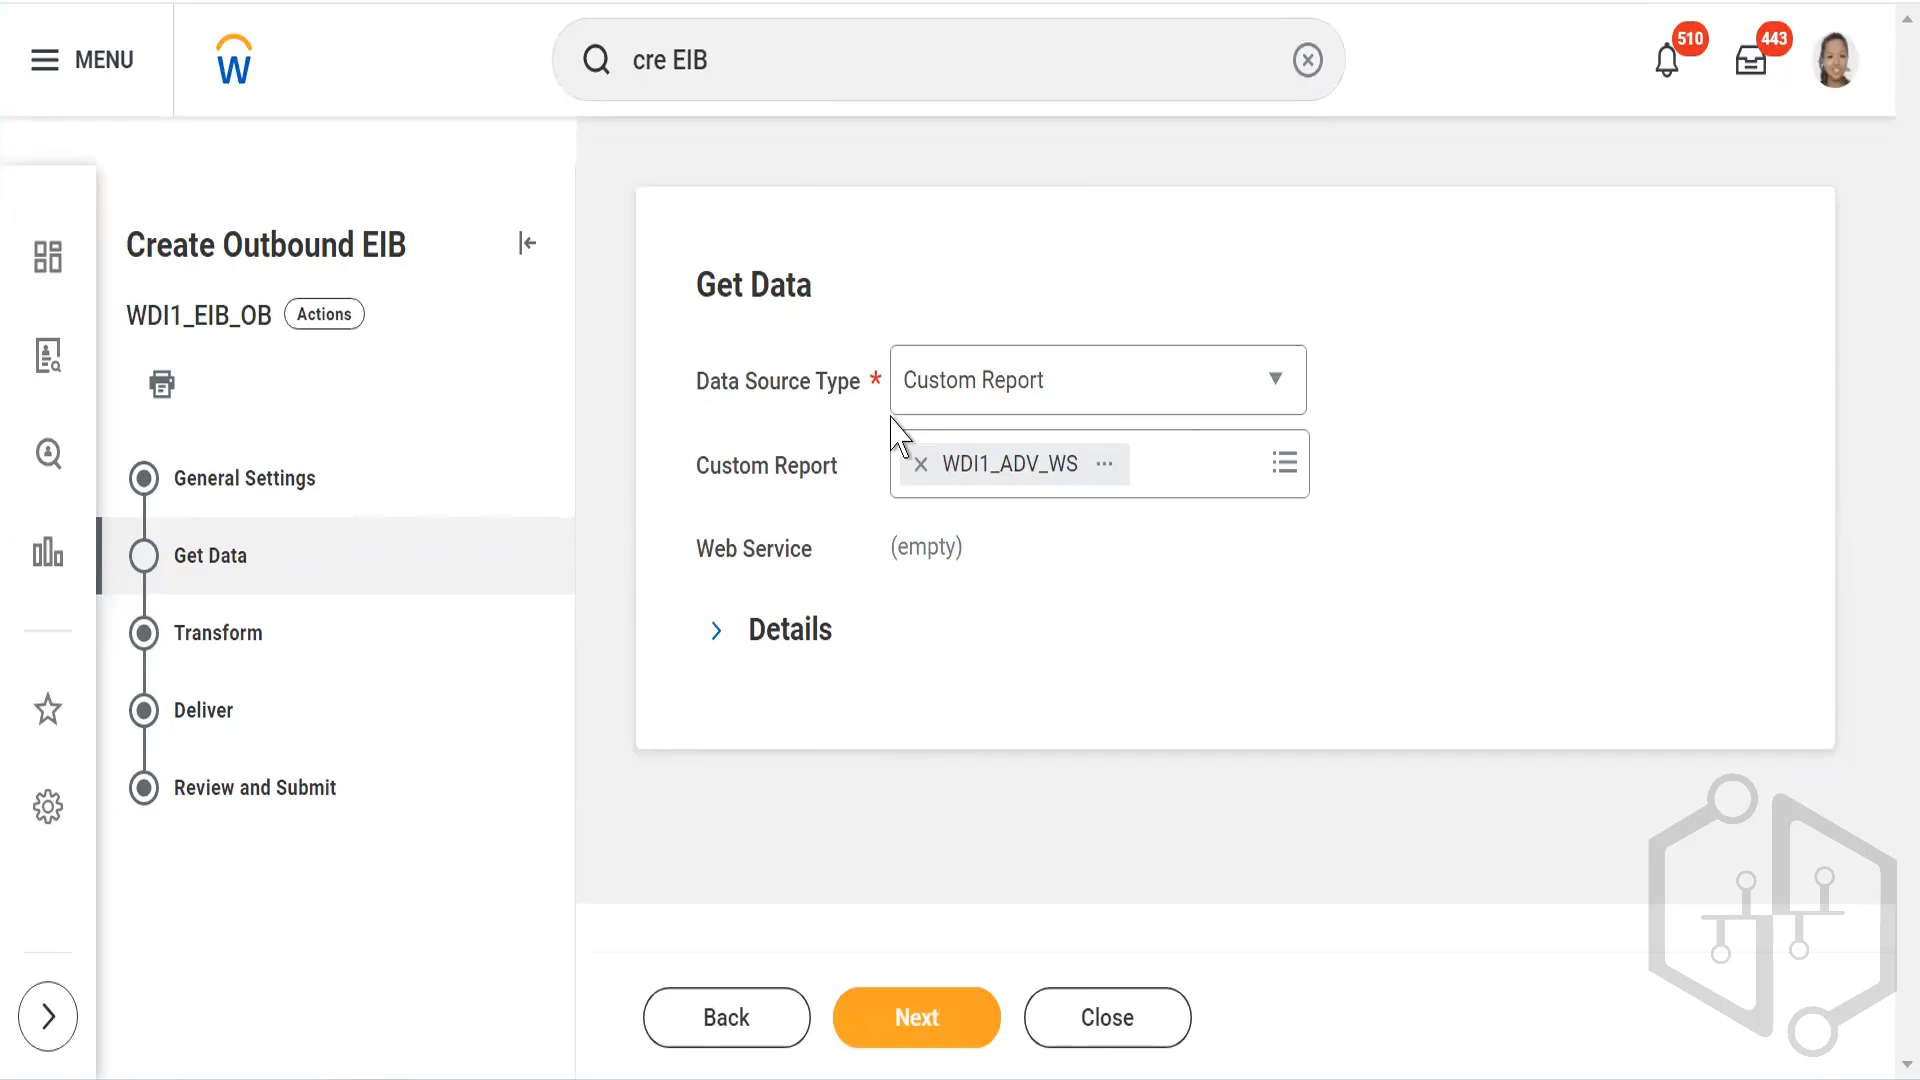 MENU
W
cre EIB
510
443
Create Outbound EIB
WDI1_EIB_OB
Actions
General Settings
Get Data
Transform
Deliver
Review and Submit
Get Data
Data Source Type *
Custom Report
Custom Report
WDI1_ADV_WS
Web Service
(empty)
Details
Back
Next
Close